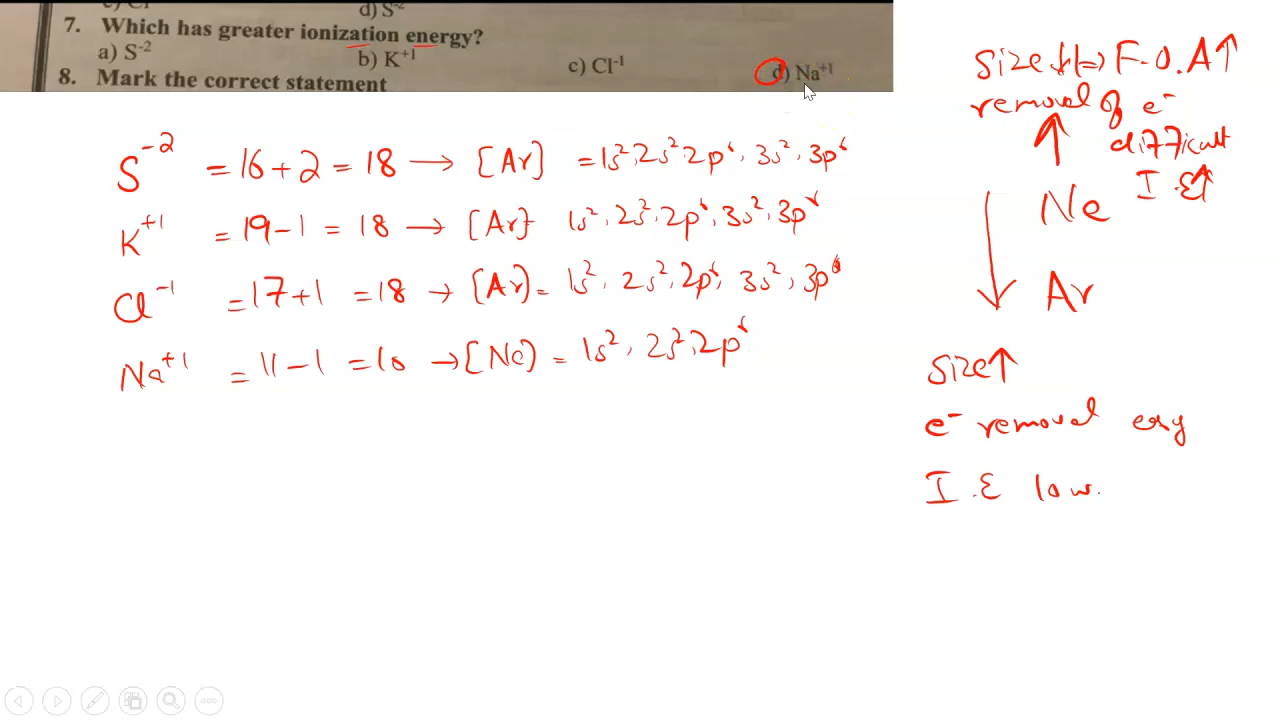 d) S-2
7. Which has greater ionization energy?
a) S-2 b) K+1 c) Cl-1 d) Na+1
8. Mark the correct statement
S-2 = 16 + 2 = 18 → [Ar] = 1s2, 2s2, 2p6, 3s2, 3p6
K+1 = 19 - 1 = 18 → [Ar} 1s2, 2s2, 2p6, 3s2, 3p6
Cl-1 = 17 + 1 = 18 → [Ar) = 1s2, 2s2, 2p6, 3s2, 3p6
Na+1 = 11 - 1 = 10 → [Ne) = 1s2, 2s2, 2p6
F.O.A↑
removal of e-
↑ difficult
I.E↑
Ne
↓
Ar
Size↑
e- removal easy
I.E low.